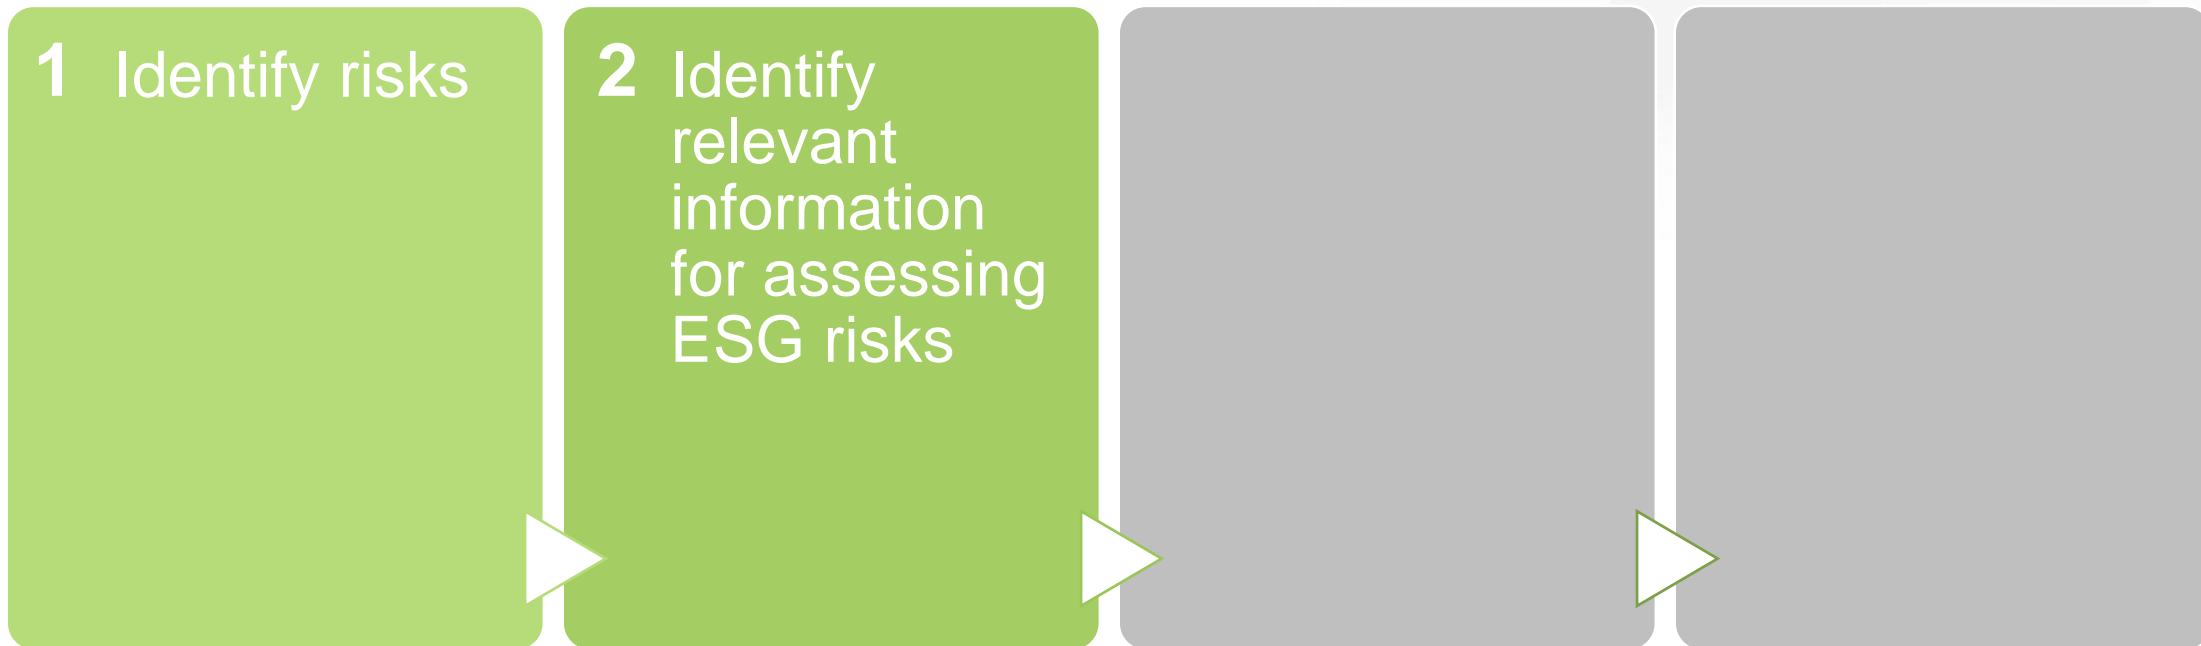 1 Identify risks
2 Identify
relevant
information
for assessing
ESG risks